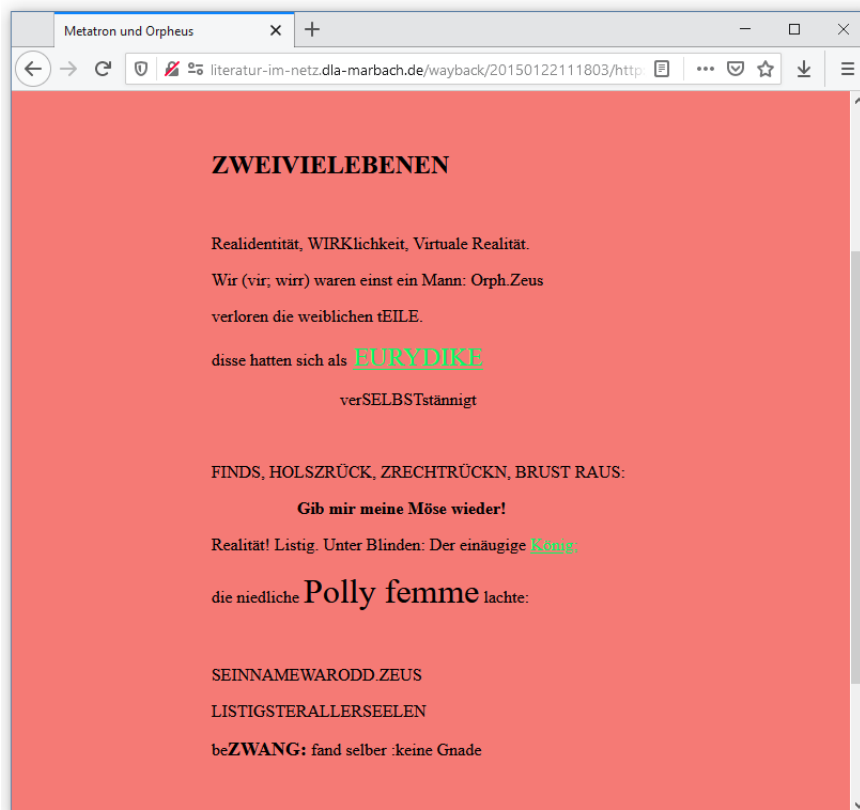 Metatron und Orpheus
literatur-im-netz.dla-marbach.de/wayback/20150122111803/http
ZWEIVIELEBENEN
Realidentität, WIRKlichkeit, Virtuale Realität.
Wir (vir; wirr) waren einst ein Mann: Orph.Zeus
verloren die weiblichen tEILE.
disse hatten sich als EURYDIKE
verSELBSTstännigt
FINDS, HOLSZRÜCK, ZRECHTRÜCKN, BRUST RAUS:
Gib mir meine Möse wieder!
Realität! Listig. Unter Blinden: Der einäugige König.
die niedliche Polly femme lachte:
SEINNAMEWARODD.ZEUS
LISTIGSTERALLERSEELEN
beZWANG: fand selber :keine Gnade